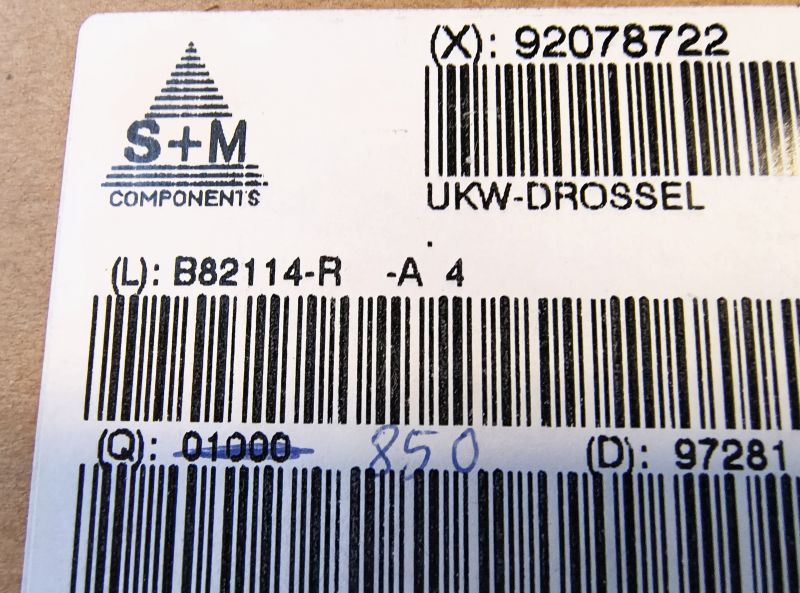 S+M
COMPONENTS
(X): 92078722
UKW-DROSSEL
(L): B82114-R -A 4
(Q): 01000 850
(D): 97281